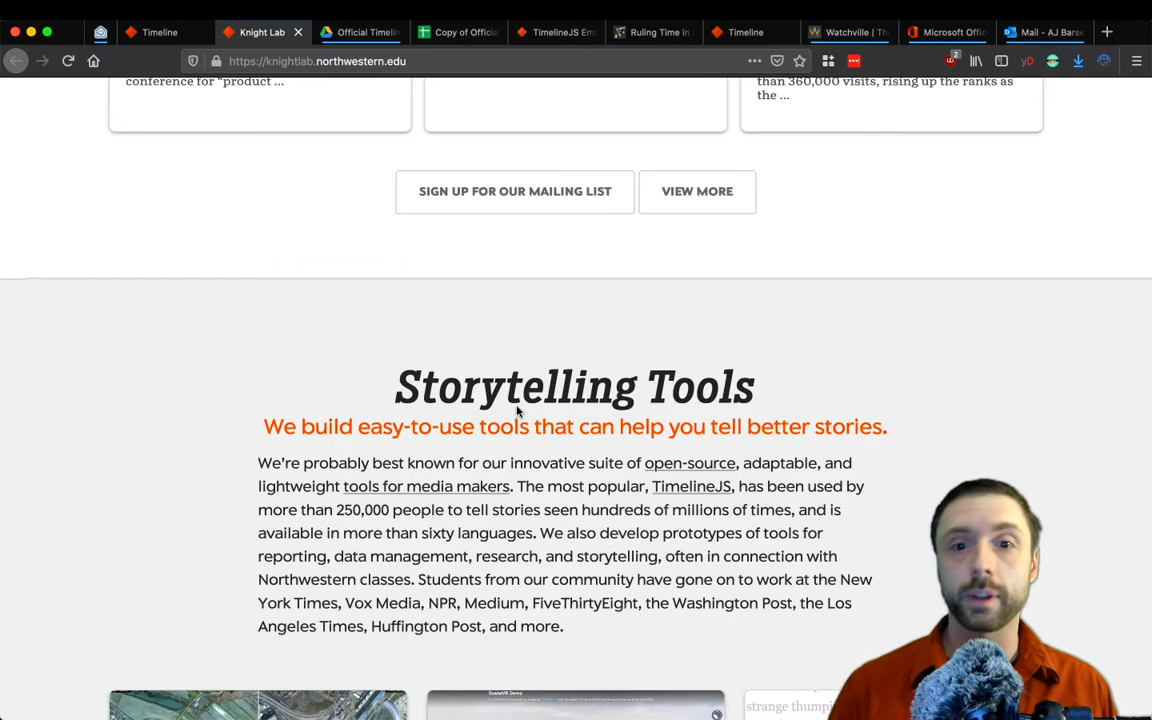 Timeline
Knight Lab
Official Timelin
Copy of Officia
TimelineJS Em
Ruling Time in
Timeline
Watchville | Th
Microsoft Offi
Mail - AJ Barse
https://knightlab.northwestern.edu
2
yD
conference for "product ...
than 360,000 visits, rising up the ranks as
the ...
SIGN UP FOR OUR MAILING LIST
VIEW MORE
Storytelling Tools
We build easy-to-use tools that can help you tell better stories.
We're probably best known for our innovative suite of open-source, adaptable, and
lightweight tools for media makers. The most popular, TimelineJS, has been used by
more than 250,000 people to tell stories seen hundreds of millions of times, and is
available in more than sixty languages. We also develop prototypes of tools for
reporting, data management, research, and storytelling, often in connection with
Northwestern classes. Students from our community have gone on to work at the New
York Times, Vox Media, NPR, Medium, FiveThirtyEight, the Washington Post, the Los
Angeles Times, Huffington Post, and more.
SceneVR Demo
strange thumpi